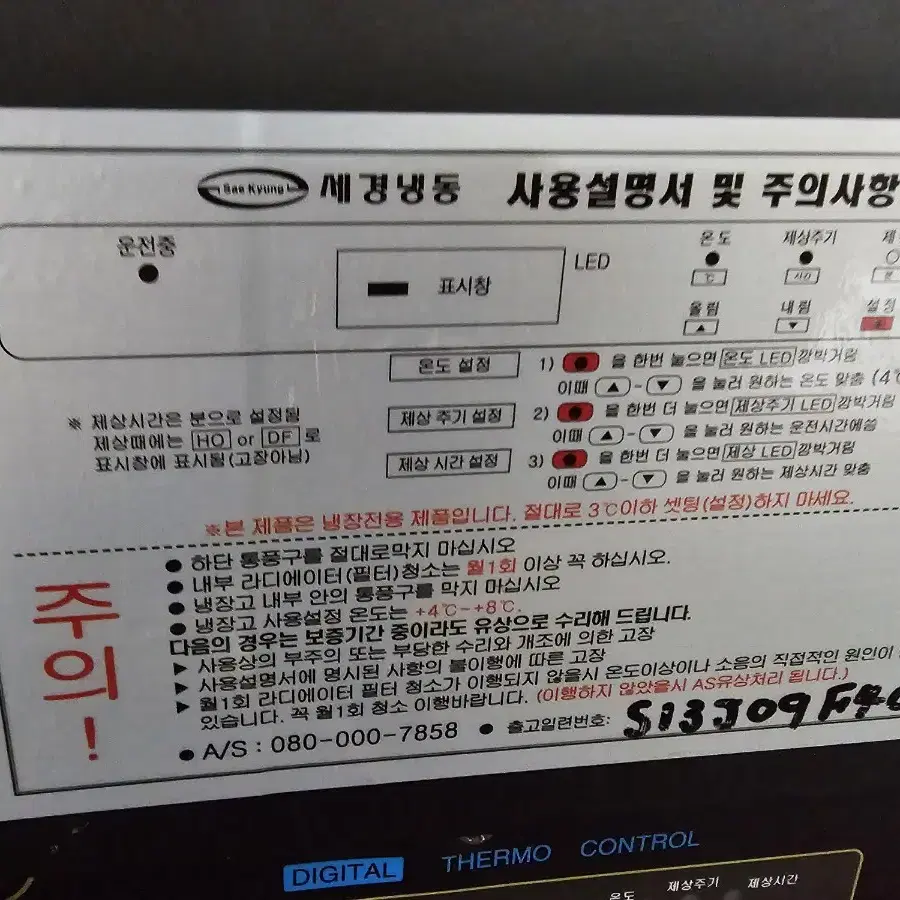 Sae Kyung 세경냉동 사용설명서 및 주의사항
운전중
표시창
LED
온도 제상주기
℃ 시간 분
올림 내림 설정
▲ ▼
온도 설정 1) 을 한번 눌으면 온도 LED 깜박거림
이때 ▲ - ▼ 을 눌러 원하는 온도 맞춤 (4℃
※ 제상시간은 분으로 설정됨
제상때에는 HO or DF 로
표시창에 표시됨(고장아님)
제상 주기 설정 2) 을 한번 더 눌으면 제상주기 LED 깜박거림
이때 ▲ - ▼ 을 눌러 원하는 운전시간에씀
제상 시간 설정 3) 을 한번 더 눌으면 제상 LED 깜박거림
이때 ▲ - ▼ 을 눌러 원하는 제상시간 맞춤
※본 제품은 냉장전용 제품입니다. 절대로 3℃이하 셋팅(설정)하지 마세요.
주의!
● 하단 통풍구를 절대로막지 마십시오
● 내부 라디에이터(필터)청소는 월1회 이상 꼭 하십시오.
● 냉장고 내부 안의 통풍구를 막지 마십시오
● 냉장고 사용설정 온도는 +4℃-+8℃.
다음의 경우는 보증기간 중이라도 유상으로 수리해 드립니다.
▶ 사용상의 부주의 또는 부당한 수리와 개조에 의한 고장
▶ 사용설명서에 명시된 사항의 불이행에 따른 고장
▶ 월1회 라디에이터 필터 청소가 이행되지 않을시 온도이상이나 소음의 직접적인 원인이
있습니다. 꼭 월1회 청소 이행바랍니다. (이행하지 않았을시 AS유상처리 됩니다.)
● A/S : 080-000-7858 ● 출고일련번호: S13J09F
DIGITAL THERMO CONTROL
온도 제상주기 제상시간